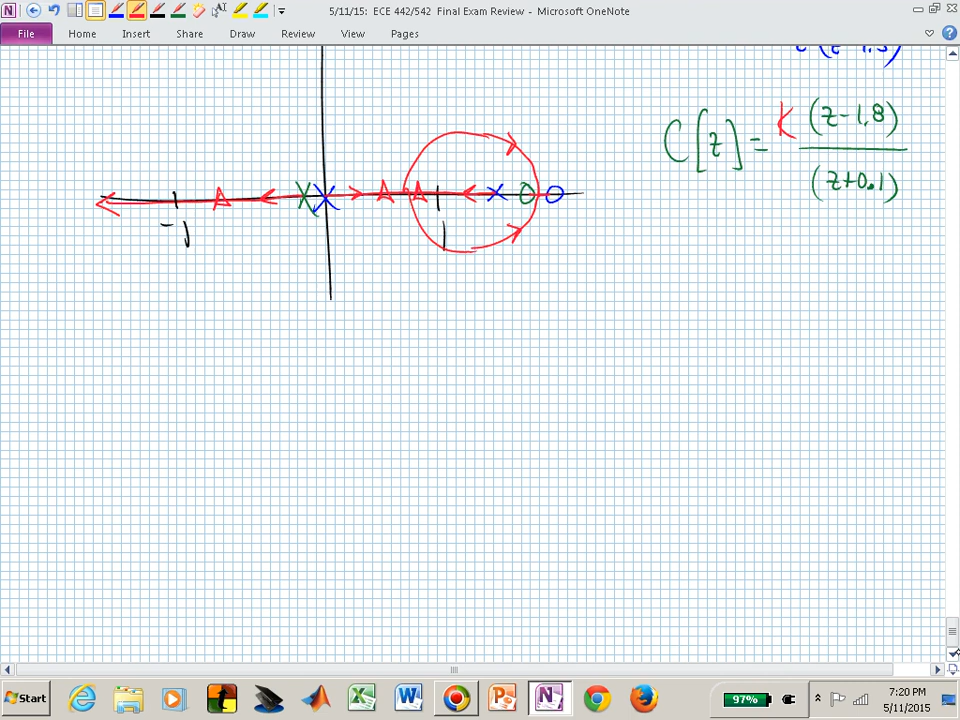 5/11/15: ECE 442/542 Final Exam Review - Microsoft OneNote
File Home Insert Share Draw Review View Pages
C[z] = K (z-1.8)
(z+0.1)
-1
1
Start
97%
7:20 PM
5/11/2015